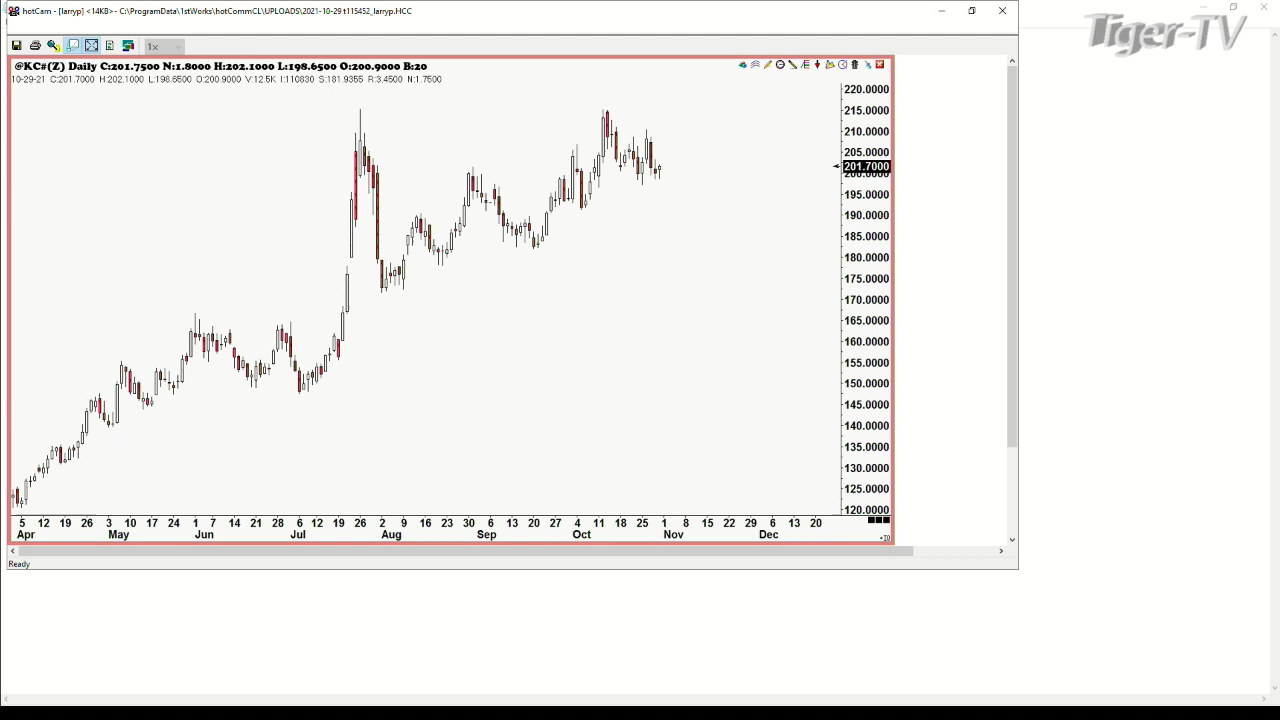 hotCam - [larryp] <14KB> - C:\ProgramData\1stWorks\hotCommCL\UPLOADS\2021-10-29 t115452_larryp.HCC
Tiger-TV
1x
@KC#(Z) Daily C:201.7500 N:1.8000 H:202.1000 L:198.6500 O:200.9000 B:20
10-29-21 C:201.7000 H:202.1000 L:198.6500 O:200.9000 V:12.5K I:110830 S:181.9355 R:3.4500 N:1.7500
220.0000
215.0000
210.0000
205.0000
201.7000
200.0000
195.0000
190.0000
185.0000
180.0000
175.0000
170.0000
165.0000
160.0000
155.0000
150.0000
145.0000
140.0000
135.0000
130.0000
125.0000
120.0000
5 12 19 26 3 10 17 24 1 7 14 21 28 6 12 19 26 2 9 16 23 30 6 13 20 27 4 11 18 25 1 8 15 22 29 6 13 20
Apr May Jun Jul Aug Sep Oct Nov Dec
Ready